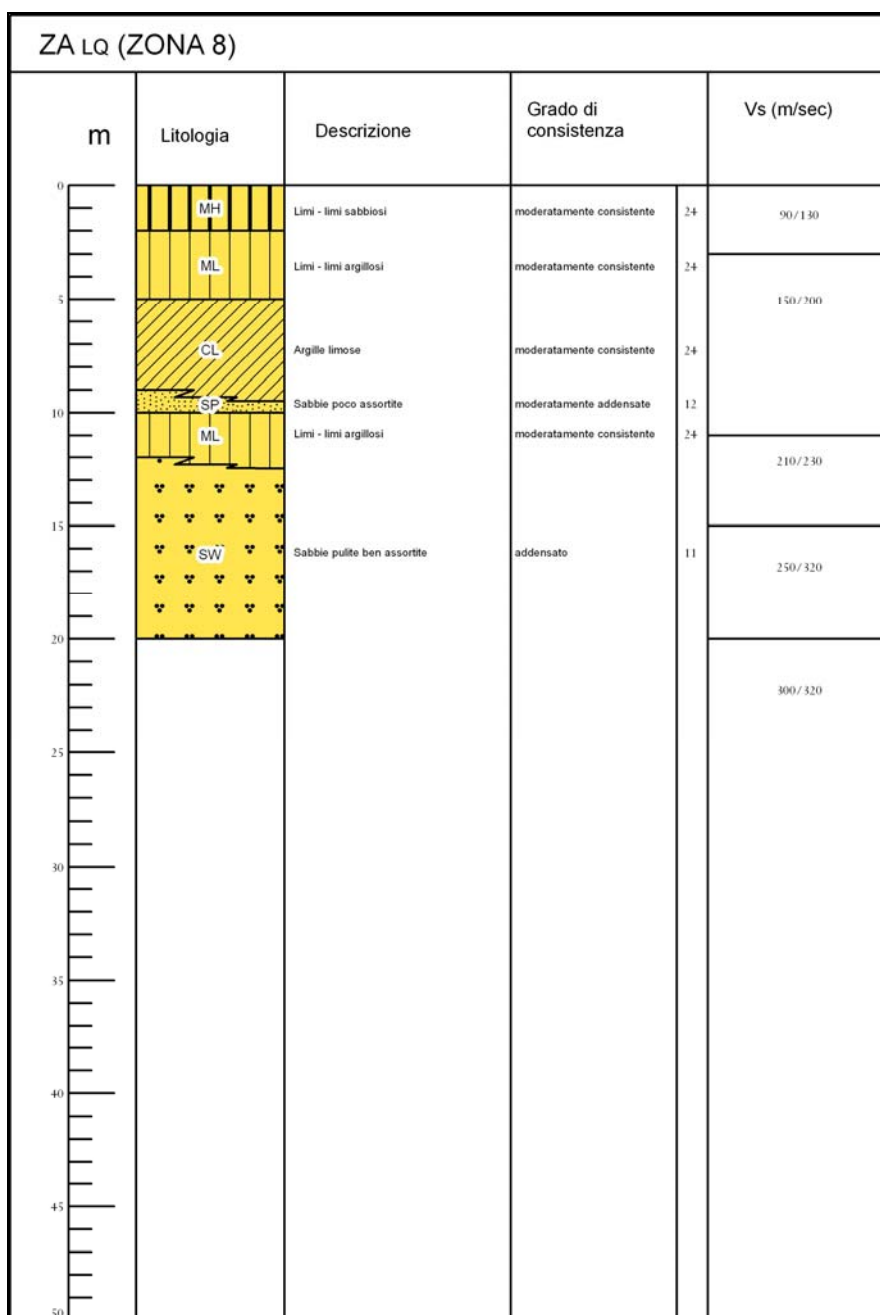 ZA LQ (ZONA 8)
m
Litologia
Descrizione
Grado di
consistenza
Vs (m/sec)
0
MH
Limi - limi sabbiosi
moderatamente consistente
24
90/130
ML
Limi - limi argillosi
moderatamente consistente
24
5
150/200
CL
Argille limose
moderatamente consistente
24
SP
Sabbie poco assortite
moderatamente addensate
12
10
ML
Limi - limi argillosi
moderatamente consistente
24
210/230
15
SW
Sabbie pulite ben assortite
addensato
11
250/320
20
300/320
25
30
35
40
45
50